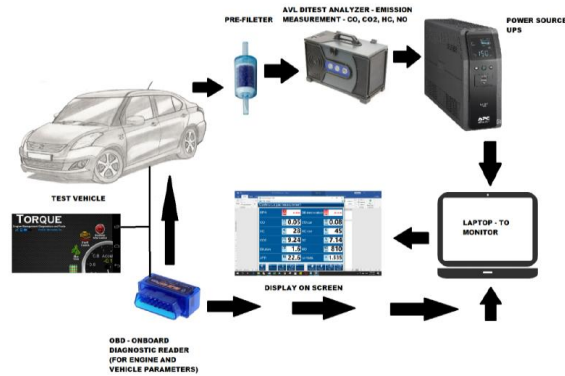 AVL DITEST ANALYZER - EMISSION
MEASUREMENT - CO, CO2, HC, NO
PRE-FILETER
POWER SOURCE
UPS
APC
TEST VEHICLE
TORQUE
LAPTOP - TO
MONITOR
DISPLAY ON SCREEN
OBD - ONBOARD
DIAGNOSTIC READER
(FOR ENGINE AND
VEHICLE PARAMETERS)